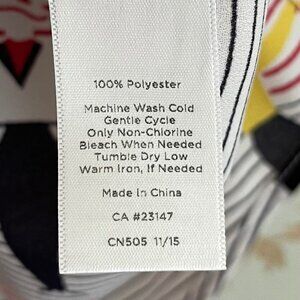 100% Polyester
Machine Wash Cold
Gentle Cycle
Only Non-Chlorine
Bleach When Needed
Tumble Dry Low
Warm Iron, If Needed
Made in China
CA #23147
CN505 11/15